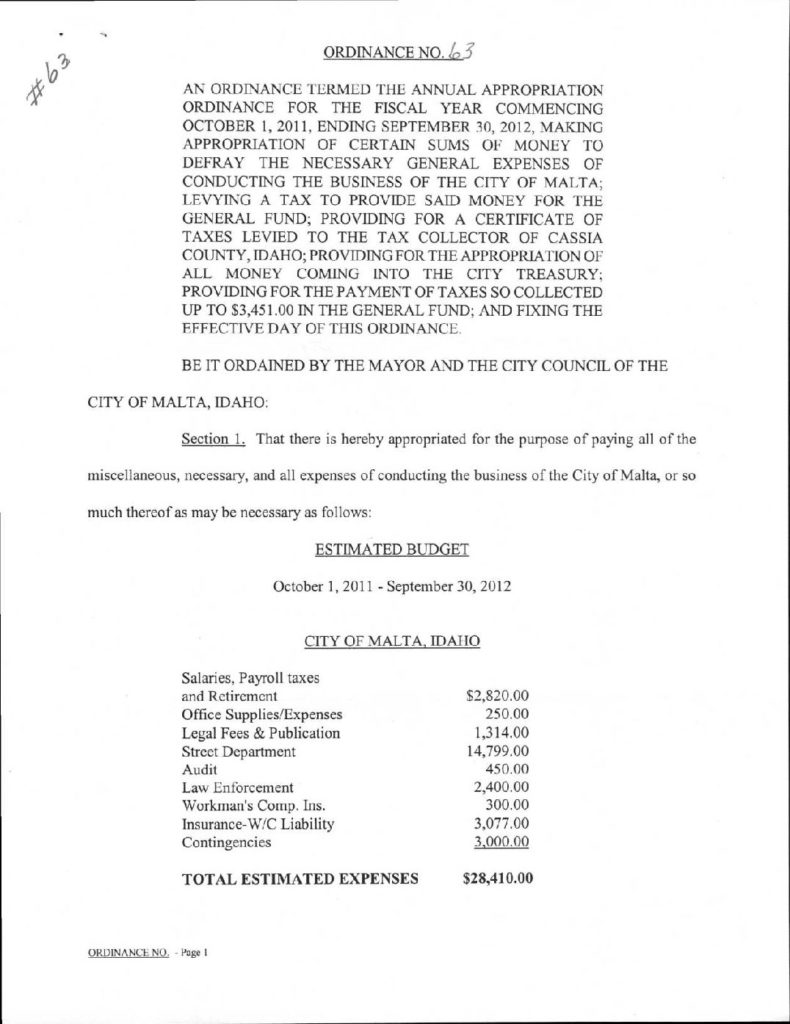 #63
ORDINANCE NO. 63
AN ORDINANCE TERMED THE ANNUAL APPROPRIATION
ORDINANCE FOR THE FISCAL YEAR COMMENCING
OCTOBER 1, 2011, ENDING SEPTEMBER 30, 2012, MAKING
APPROPRIATION OF CERTAIN SUMS OF MONEY TO
DEFRAY THE NECESSARY GENERAL EXPENSES OF
CONDUCTING THE BUSINESS OF THE CITY OF MALTA;
LEVYING A TAX TO PROVIDE SAID MONEY FOR THE
GENERAL FUND; PROVIDING FOR A CERTIFICATE OF
TAXES LEVIED TO THE TAX COLLECTOR OF CASSIA
COUNTY, IDAHO; PROVIDING FOR THE APPROPRIATION OF
ALL MONEY COMING INTO THE CITY TREASURY;
PROVIDING FOR THE PAYMENT OF TAXES SO COLLECTED
UP TO $3,451.00 IN THE GENERAL FUND; AND FIXING THE
EFFECTIVE DAY OF THIS ORDINANCE.
BE IT ORDAINED BY THE MAYOR AND THE CITY COUNCIL OF THE
CITY OF MALTA, IDAHO:
Section 1. That there is hereby appropriated for the purpose of paying all of the
miscellaneous, necessary, and all expenses of conducting the business of the City of Malta, or so
much thereof as may be necessary as follows:
ESTIMATED BUDGET
October 1, 2011 - September 30, 2012
CITY OF MALTA, IDAHO
Salaries, Payroll taxes
and Retirement $2,820.00
Office Supplies/Expenses 250.00
Legal Fees & Publication 1,314.00
Street Department 14,799.00
Audit 450.00
Law Enforcement 2,400.00
Workman's Comp. Ins. 300.00
Insurance-W/C Liability 3,077.00
Contingencies 3,000.00
TOTAL ESTIMATED EXPENSES $28,410.00
ORDINANCE NO. - Page 1